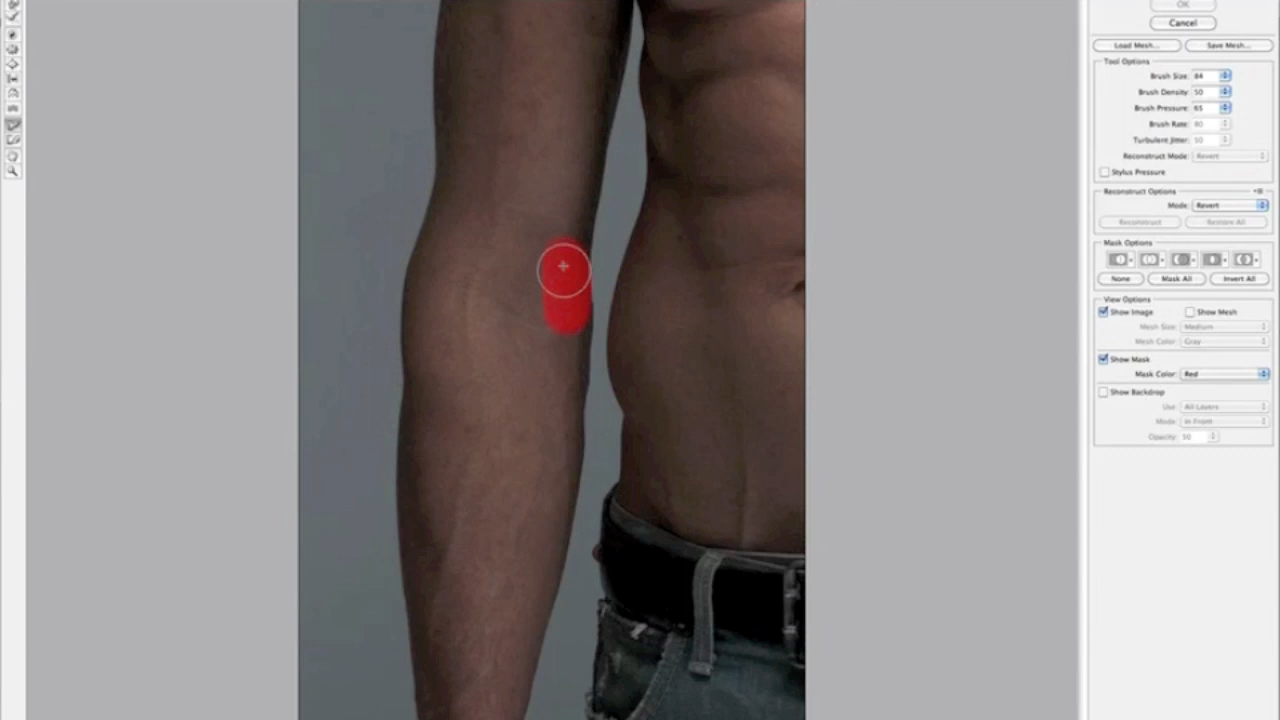 OK
Cancel
Load Mesh... Save Mesh...
Tool Options
Brush Size: 84
Brush Density: 50
Brush Pressure: 65
Brush Rate: 80
Turbulent Jitter: 50
Reconstruct Mode: Revert
Stylus Pressure
Reconstruct Options
Mode: Revert
Reconstruct Restore All
Mask Options
None Mask All Invert All
View Options
Show Image Show Mesh
Mesh Size: Medium
Mesh Color: Gray
Show Mask
Mask Color: Red
Show Backdrop
Use: All Layers
Mode: In Front
Opacity: 50